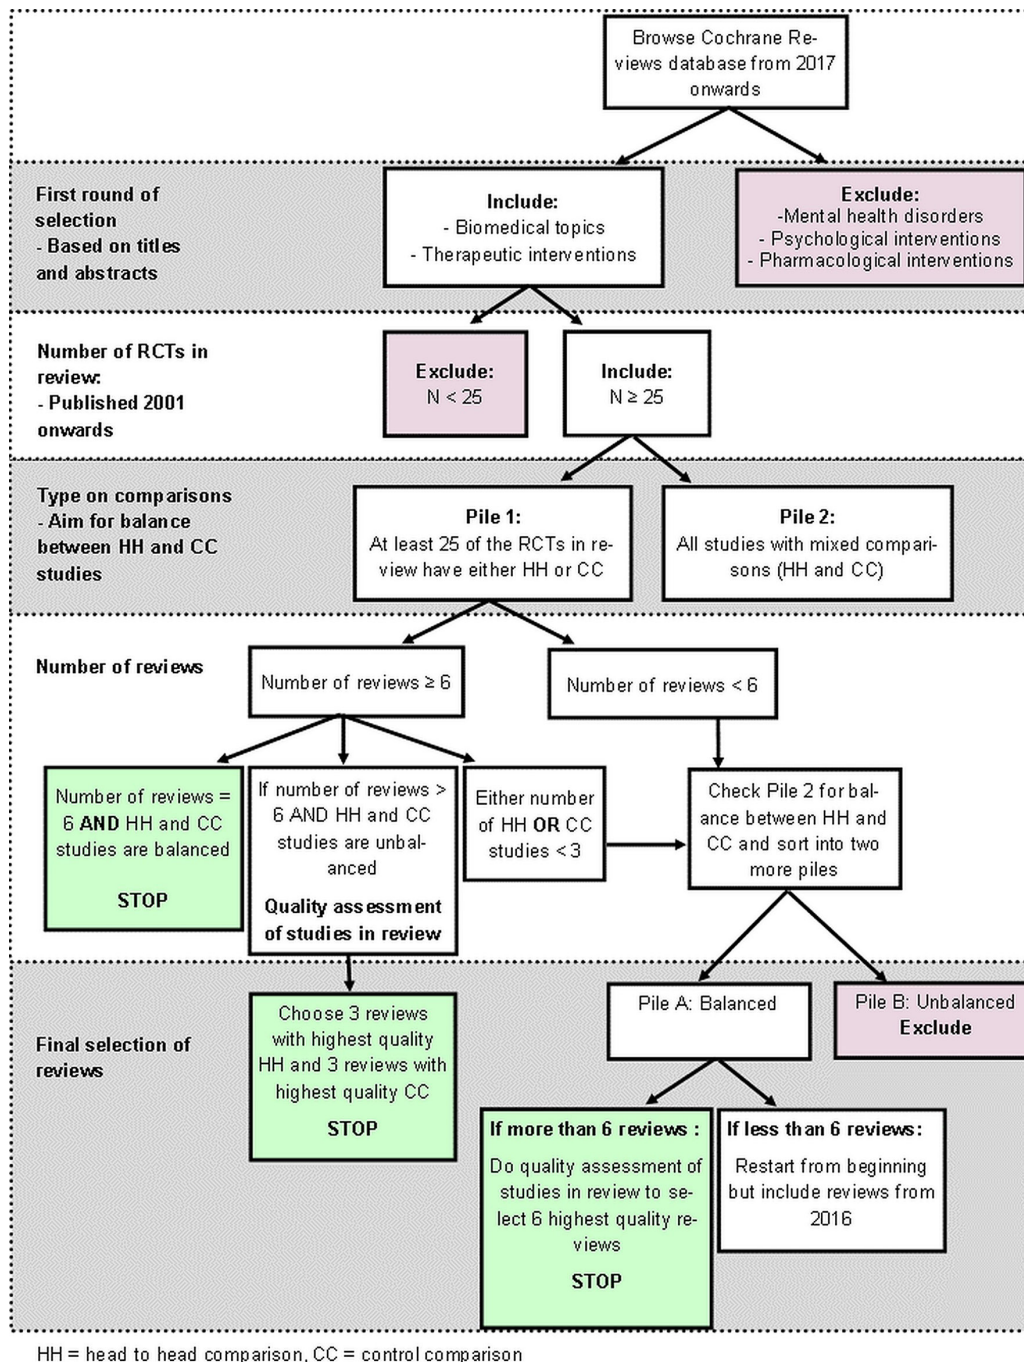 Browse Cochrane Re-
views database from 2017
onwards
First round of
selection
- Based on titles
and abstracts
Include:
- Biomedical topics
- Therapeutic interventions
Exclude:
-Mental health disorders
- Psychological interventions
- Pharmacological interventions
Number of RCTs in
review:
- Published 2001
onwards
Exclude:
N < 25
Include:
N ≥ 25
Type on comparisons
- Aim for balance
between HH and CC
studies
Pile 1:
At least 25 of the RCTs in re-
view have either HH or CC
Pile 2:
All studies with mixed compari-
sons (HH and CC)
Number of reviews
Number of reviews ≥ 6
Number of reviews < 6
Number of reviews =
6 AND HH and CC
studies are balanced
STOP
If number of reviews >
6 AND HH and CC
studies are unbal-
anced
Quality assessment
of studies in review
Either number
of HH OR CC
studies < 3
Check Pile 2 for bal-
ance between HH and
CC and sort into two
more piles
Final selection of
reviews
Choose 3 reviews
with highest quality
HH and 3 reviews with
highest quality CC
STOP
Pile A: Balanced
Pile B: Unbalanced
Exclude
If more than 6 reviews :
Do quality assessment of
studies in review to se-
lect 6 highest quality re-
views
STOP
If less than 6 reviews:
Restart from beginning
but include reviews from
2016
HH = head to head comparison, CC = control comparison